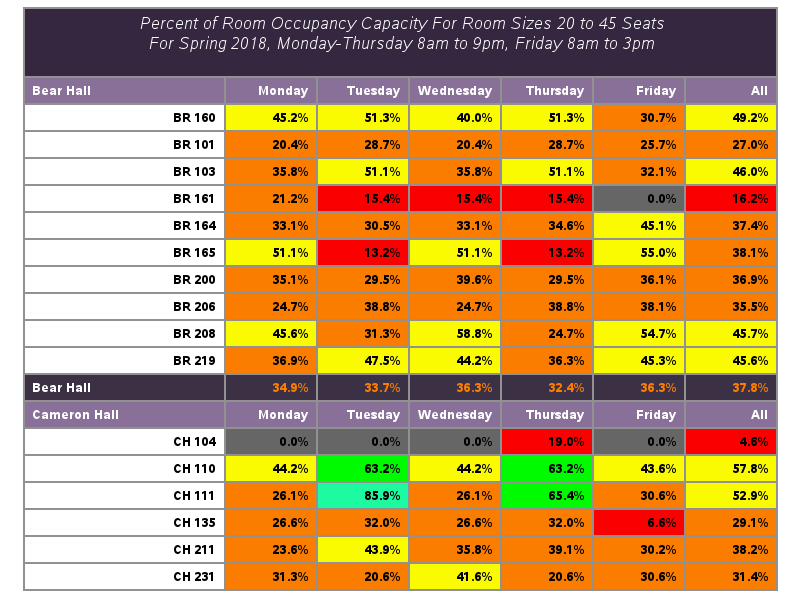 Percent of Room Occupancy Capacity For Room Sizes 20 to 45 Seats
For Spring 2018, Monday-Thursday 8am to 9pm, Friday 8am to 3pm
Bear Hall Monday Tuesday Wednesday Thursday Friday All
BR 160 45.2% 51.3% 40.0% 51.3% 30.7% 49.2%
BR 101 20.4% 28.7% 20.4% 28.7% 25.7% 27.0%
BR 103 35.8% 51.1% 35.8% 51.1% 32.1% 46.0%
BR 161 21.2% 15.4% 15.4% 15.4% 0.0% 16.2%
BR 164 33.1% 30.5% 33.1% 34.6% 45.1% 37.4%
BR 165 51.1% 13.2% 51.1% 13.2% 55.0% 38.1%
BR 200 35.1% 29.5% 39.6% 29.5% 36.1% 36.9%
BR 206 24.7% 38.8% 24.7% 38.8% 38.1% 35.5%
BR 208 45.6% 31.3% 58.8% 24.7% 54.7% 45.7%
BR 219 36.9% 47.5% 44.2% 36.3% 45.3% 45.6%
Bear Hall 34.9% 33.7% 36.3% 32.4% 36.3% 37.8%
Cameron Hall Monday Tuesday Wednesday Thursday Friday All
CH 104 0.0% 0.0% 0.0% 19.0% 0.0% 4.6%
CH 110 44.2% 63.2% 44.2% 63.2% 43.6% 57.8%
CH 111 26.1% 85.9% 26.1% 65.4% 30.6% 52.9%
CH 135 26.6% 32.0% 26.6% 32.0% 6.6% 29.1%
CH 211 23.6% 43.9% 35.8% 39.1% 30.2% 38.2%
CH 231 31.3% 20.6% 41.6% 20.6% 30.6% 31.4%